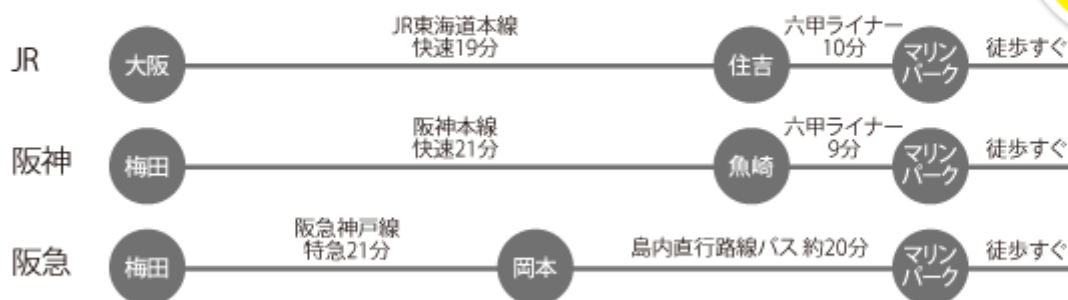 JR
大阪
JR東海道本線
快速19分
住吉
六甲ライナー
10分
マリン
パーク
徒歩すぐ
阪神
梅田
阪神本線
快速21分
魚崎
六甲ライナー
9分
マリン
パーク
徒歩すぐ
阪急
梅田
阪急神戸線
特急21分
岡本
島内直行路線バス 約20分
マリン
パーク
徒歩すぐ